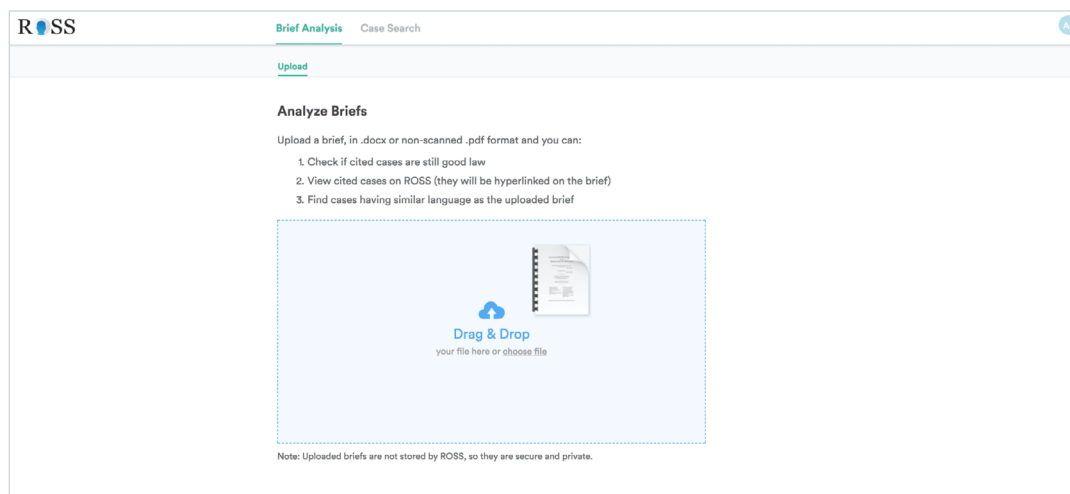 ROSS
Brief Analysis Case Search
Upload
Analyze Briefs
Upload a brief, in .docx or non-scanned .pdf format and you can:
1. Check if cited cases are still good law
2. View cited cases on ROSS (they will be hyperlinked on the brief)
3. Find cases having similar language as the uploaded brief
Drag & Drop
your file here or choose file
Note: Uploaded briefs are not stored by ROSS, so they are secure and private.